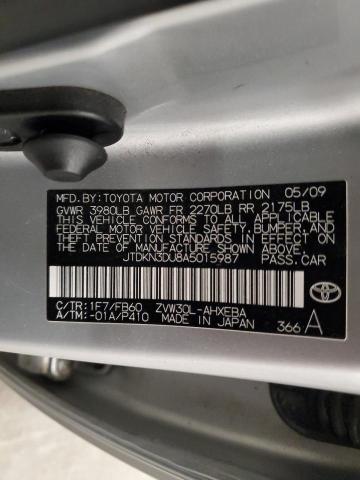 MFD.BY:TOYOTA MOTOR CORPORATION 05/09
GVWR 3980LB GAWR FR 2270LB RR 2175LB
THIS VEHICLE CONFORMS TO ALL APPLICABLE
FEDERAL MOTOR VEHICLE SAFETY,BUMPER,AND
THEFT PREVENTION STANDARDS IN EFFECT ON THE
DATE OF MANUFACTURE SHOWN ABOVE.
JTDKN3DU8A5015987 PASS.CAR
C/TR:1F7/FB60 ZVW30L-AHXEBA
A/TM:-01A/P410 MADE IN JAPAN 366 A